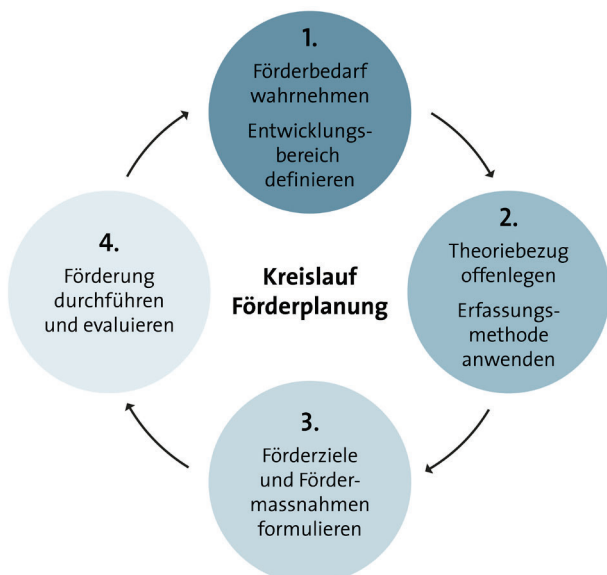 1.
Förderbedarf
wahrnehmen
Entwicklungs-
bereich
definieren
2.
Theoriebezug
offenlegen
Erfassungs-
methode
anwenden
3.
Förderziele
und Förder-
massnahmen
formulieren
4.
Förderung
durchführen
und evaluieren
Kreislauf
Förderplanung